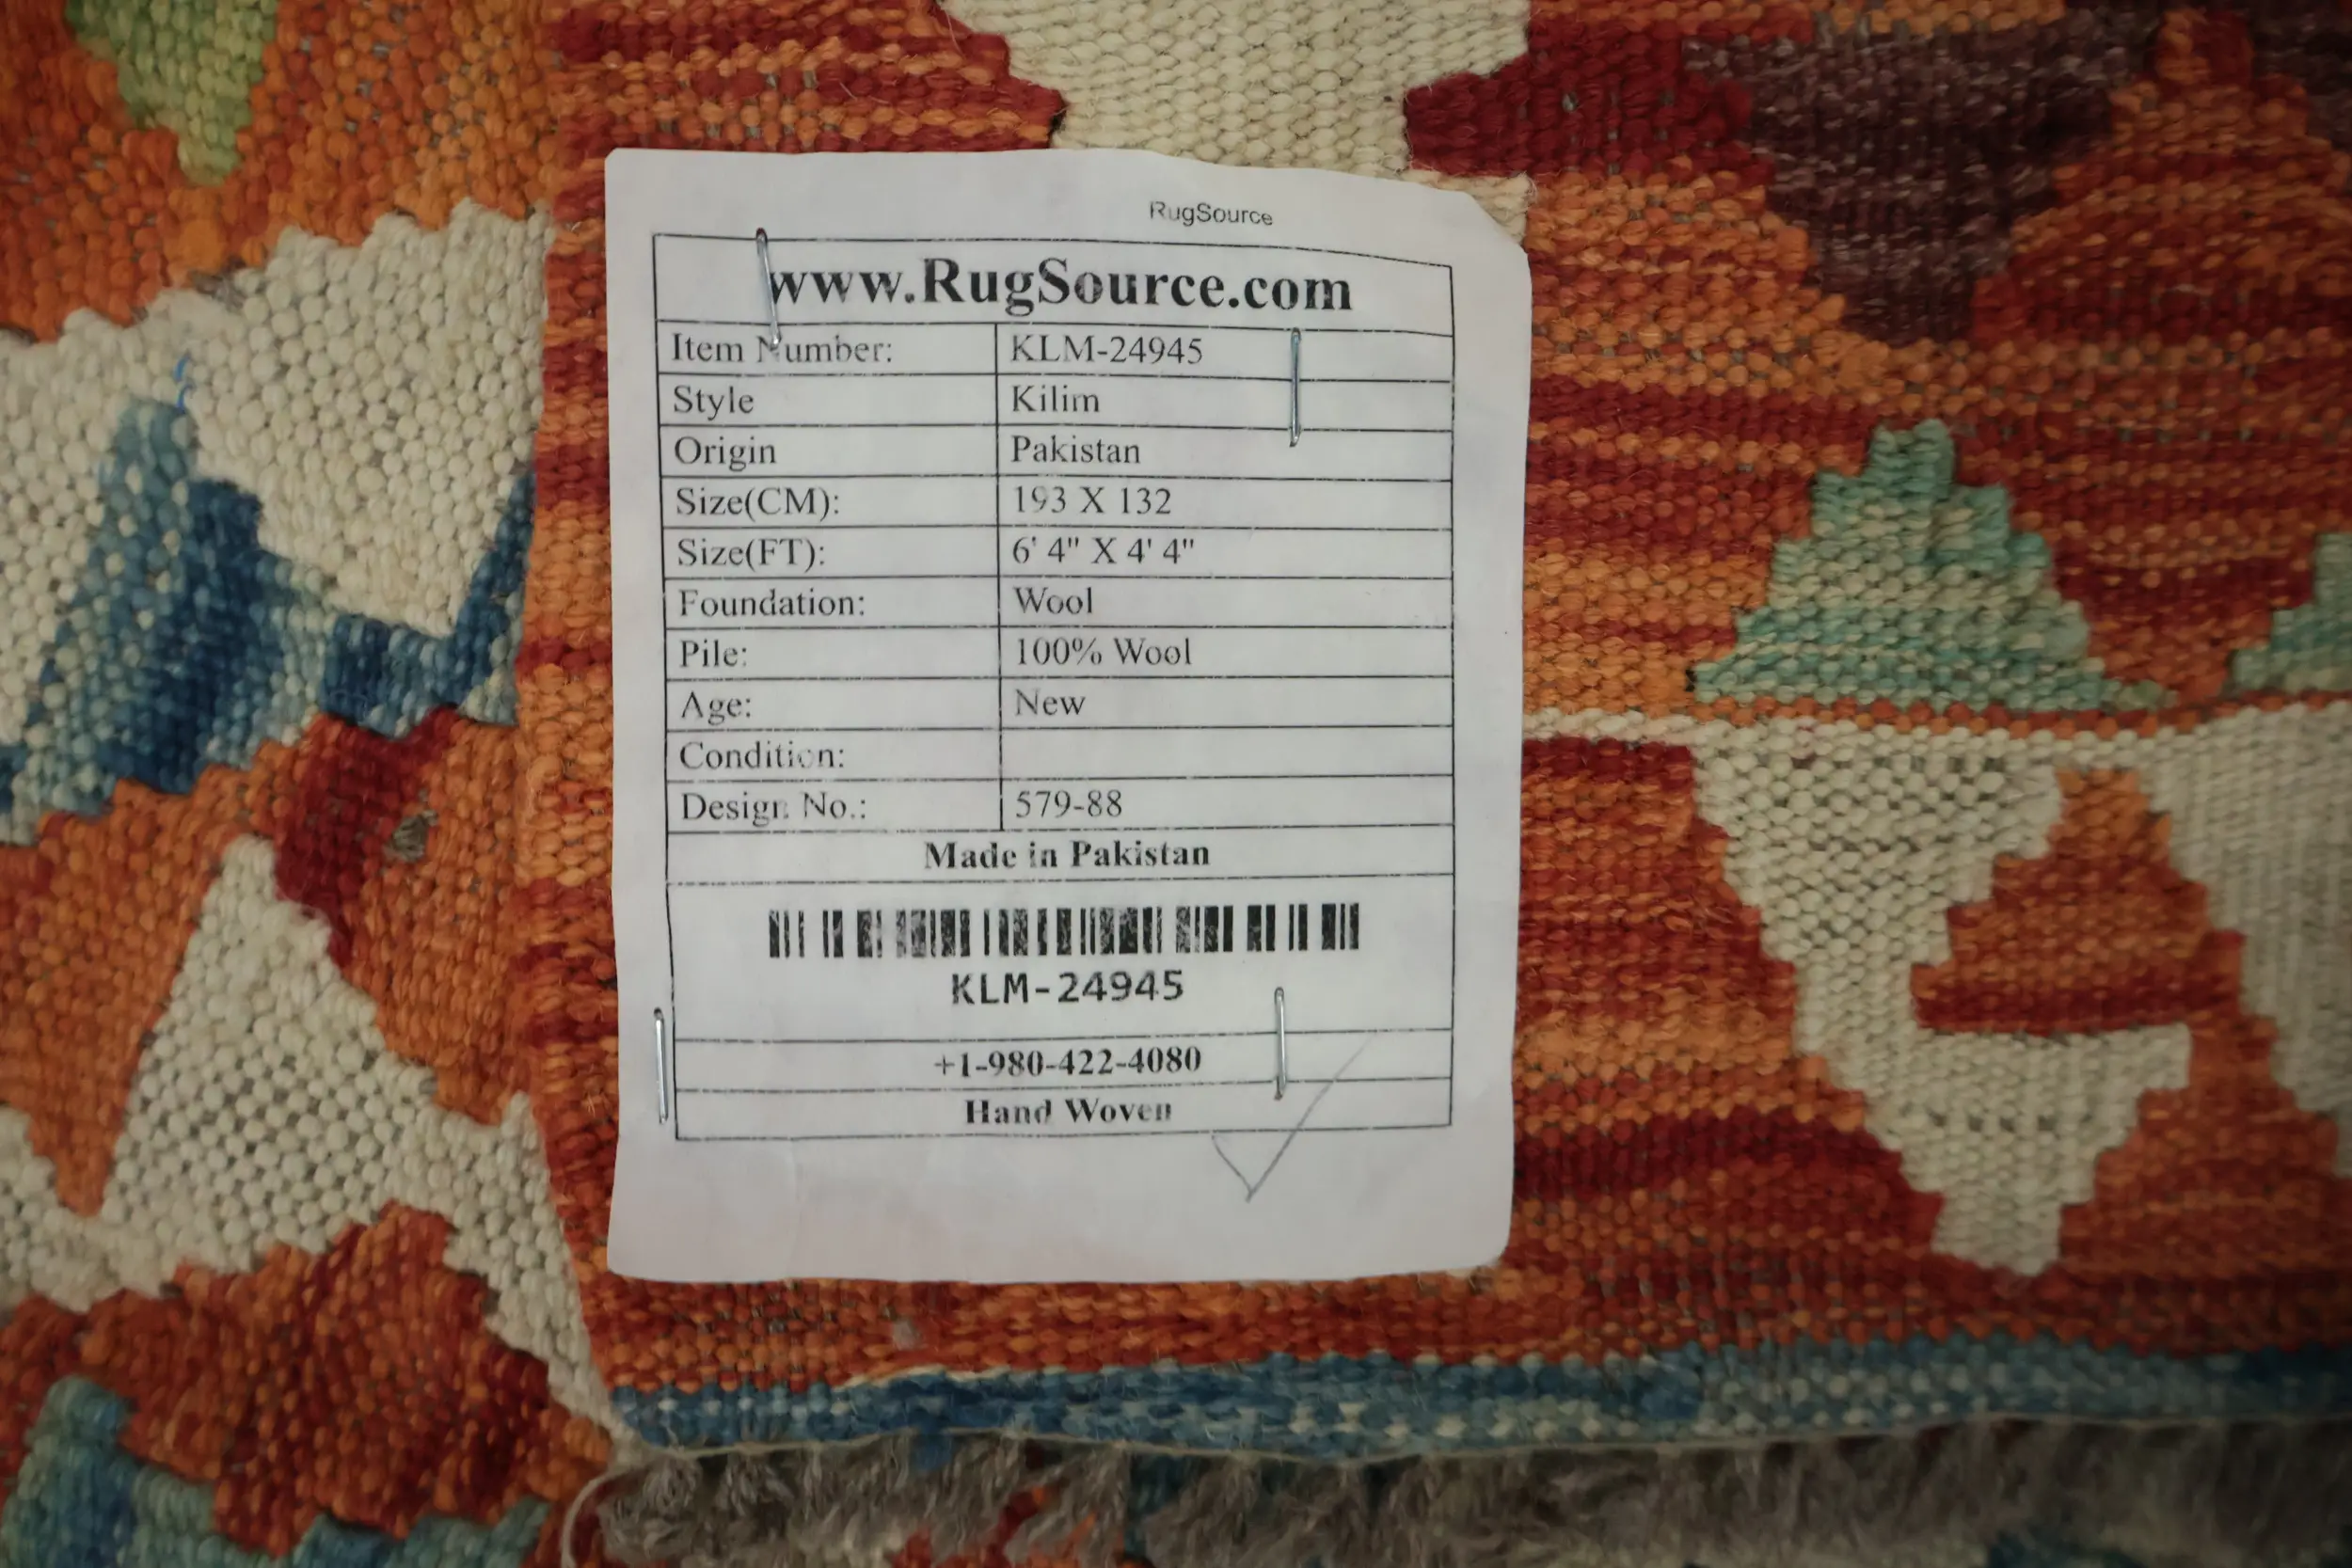 RugSource
www.RugSource.com
Item Number: KLM-24945
Style Kilim
Origin Pakistan
Size(CM): 193 X 132
Size(FT): 6' 4" X 4' 4"
Foundation: Wool
Pile: 100% Wool
Age: New
Condition:
Design No.: 579-88
Made in Pakistan
KLM-24945
+1-980-422-4080
Hand Woven